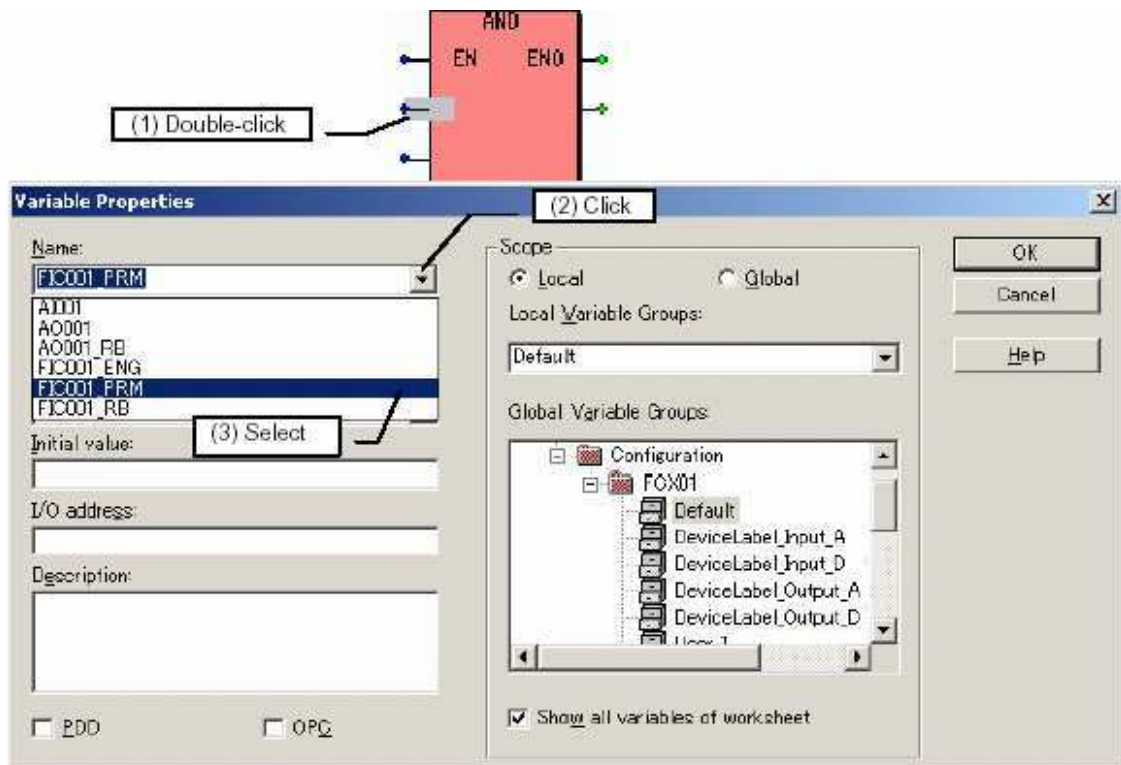 AND
EN ENO
(1) Double-click
Variable Properties
(2) Click
Name:
FIC001_PRM
AI001
AO001
AO001_RB
FIC001_ENG
FIC001_PRM
FIC001_RB
(3) Select
Initial value:
I/O address:
Description:
PDD OPC
Scope
Local Global
Local Variable Groups:
Default
Global Variable Groups
Configuration
FCX01
Default
DeviceLabel_Input_A
DeviceLabel_Input_D
DeviceLabel_Output_A
DeviceLabel_Output_D
Show all variables of worksheet
OK
Cancel
Help